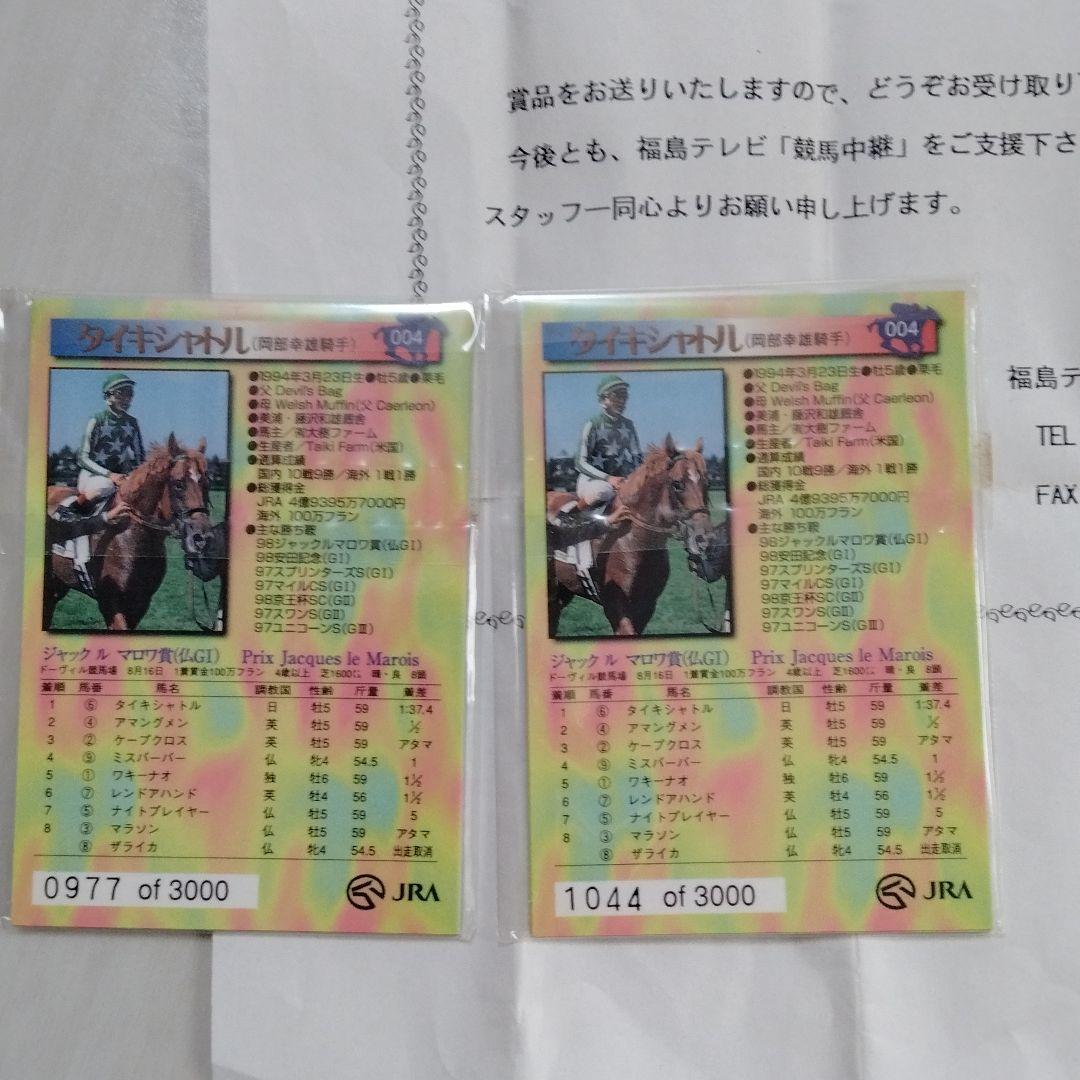 賞品をお送りいたしますので、どうぞお受け取り
今後とも、福島テレビ「競馬中継」をご支援下さ
スタッフ一同心よりお願い申し上げます。
福島テ
TEL
FAX
タイキシャトル(岡部幸雄騎手) 004
●1994年3月23日生●牡5歳●栗毛
●父 Devil's Bag
●母 Welsh Muffin(父 Caerleon)
●美浦・藤沢和雄厩舎
●馬主/㈲大樹ファーム
●生産者/Taiki Farm(米国)
●通算成績
国内 10戦9勝/海外 1戦1勝
●総獲得金
JRA 4億9395万7000円
海外 100万フラン
●主な勝ち鞍
98ジャックルマロワ賞(仏GⅠ)
98安田記念(GⅠ)
97スプリンターズS(GⅠ)
97マイルCS(GⅠ)
98京王杯SC(GⅡ)
97スワンS(GⅡ)
97ユニコーンS(GⅢ)
ジャック ル マロワ賞(仏GⅠ) Prix Jacques le Marois
ドーヴィル競馬場 8月16日 1着賞金100万フラン 4歳以上 芝1600m 晴・良 8頭
着順 馬番 馬名 調教国 性齢 斤量 着差
1 ⑥ タイキシャトル 日 牡5 59 1:37.4
2 ④ アマングメン 英 牡5 59 ½
3 ② ケープクロス 英 牡5 59 アタマ
4 ⑨ ミスバーバー 仏 牝4 54.5 1
5 ① ワキーナオ 独 牡6 59 1½
6 ⑦ レンドアハンド 英 牡4 56 1½
7 ⑤ ナイトプレイヤー 仏 牡5 59 5
8 ③ マラソン 仏 牡5 59 アタマ
⑧ ザライカ 仏 牝4 54.5 出走取消
0977 of 3000 JRA
タイキシャトル(岡部幸雄騎手) 004
●1994年3月23日生●牡5歳●栗毛
●父 Devil's Bag
●母 Welsh Muffin(父 Caerleon)
●美浦・藤沢和雄厩舎
●馬主/㈲大樹ファーム
●生産者/Taiki Farm(米国)
●通算成績
国内 10戦9勝/海外 1戦1勝
●総獲得金
JRA 4億9395万7000円
海外 100万フラン
●主な勝ち鞍
98ジャックルマロワ賞(仏GⅠ)
98安田記念(GⅠ)
97スプリンターズS(GⅠ)
97マイルCS(GⅠ)
98京王杯SC(GⅡ)
97スワンS(GⅡ)
97ユニコーンS(GⅢ)
ジャック ル マロワ賞(仏GⅠ) Prix Jacques le Marois
ドーヴィル競馬場 8月16日 1着賞金100万フラン 4歳以上 芝1600m 晴・良 8頭
着順 馬番 馬名 調教国 性齢 斤量 着差
1 ⑥ タイキシャトル 日 牡5 59 1:37.4
2 ④ アマングメン 英 牡5 59 ½
3 ② ケープクロス 英 牡5 59 アタマ
4 ⑨ ミスバーバー 仏 牝4 54.5 1
5 ① ワキーナオ 独 牡6 59 1½
6 ⑦ レンドアハンド 英 牡4 56 1½
7 ⑤ ナイトプレイヤー 仏 牡5 59 5
8 ③ マラソン 仏 牡5 59 アタマ
⑧ ザライカ 仏 牝4 54.5 出走取消
1044 of 3000 JRA